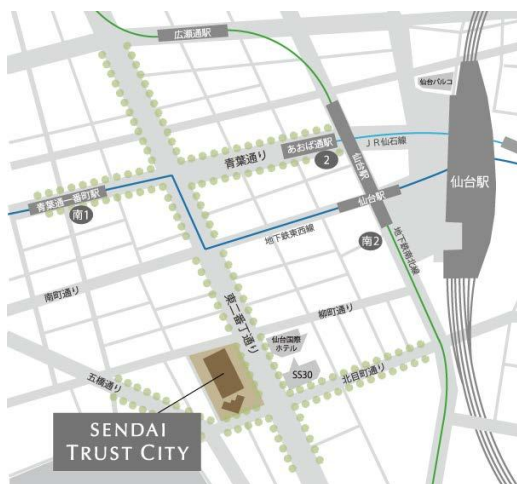 広瀬通駅
仙台パルコ
青葉通り
あおば通駅
2
JR仙石線
仙台駅
仙台駅
仙台駅
青葉通一番町駅
南1
南2
地下鉄東西線
地下鉄南北線
南町通り
東二番丁通り
柳町通り
仙台国際
ホテル
SS30
北目町通り
五橋通り
SENDAI
TRUST CITY